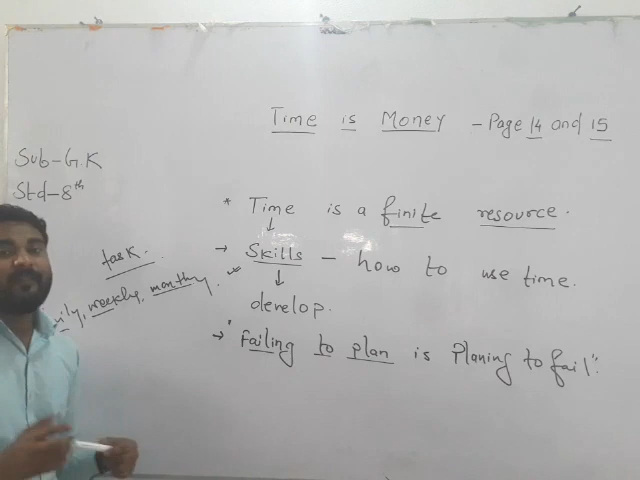 Time is Money - Page 14 and 15
Sub-G.K
Std-8th
* Time is a finite resource.
↓
→ Skills - how to use time.
↓
develop.
task.
weekly, monthly.
→ "Failing to plan is Planing to fail".